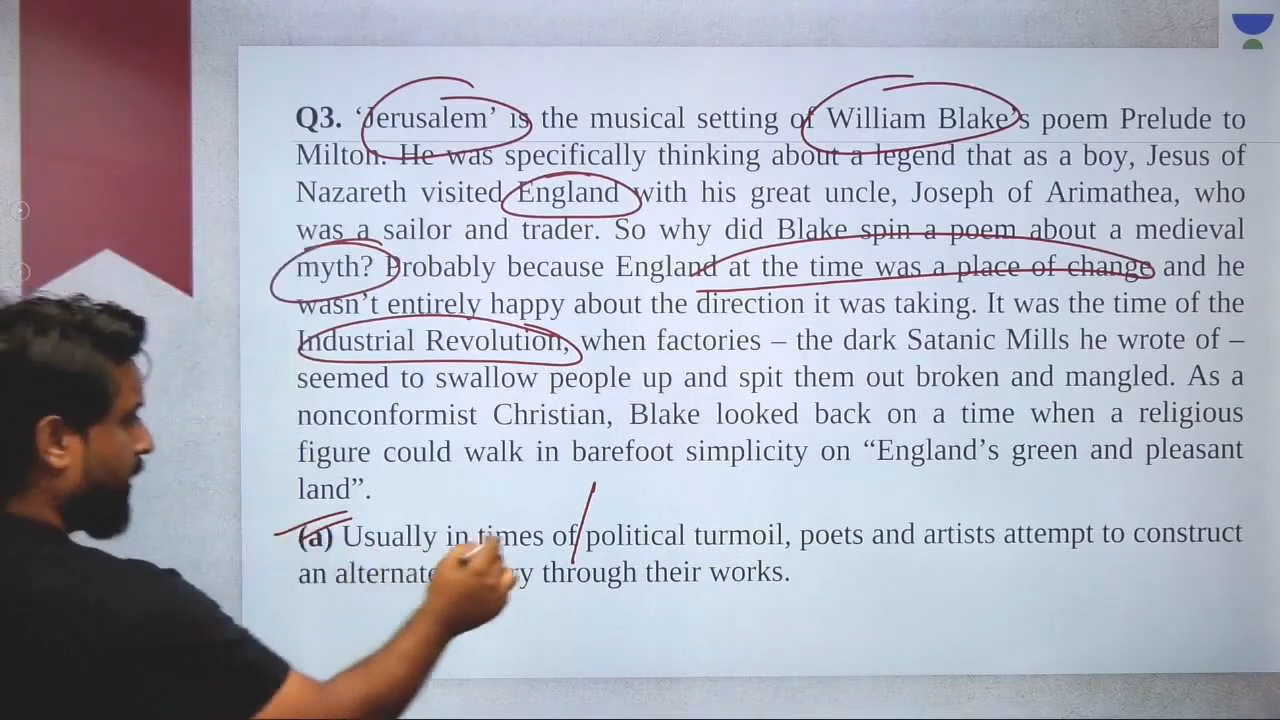 Q3. ‘Jerusalem’ is the musical setting of William Blake’s poem Prelude to
Milton. He was specifically thinking about a legend that as a boy, Jesus of
Nazareth visited England with his great uncle, Joseph of Arimathea, who
was a sailor and trader. So why did Blake spin a poem about a medieval
myth? Probably because England at the time was a place of change and he
wasn’t entirely happy about the direction it was taking. It was the time of the
Industrial Revolution, when factories – the dark Satanic Mills he wrote of –
seemed to swallow people up and spit them out broken and mangled. As a
nonconformist Christian, Blake looked back on a time when a religious
figure could walk in barefoot simplicity on “England’s green and pleasant
land”.
(a) Usually in times of political turmoil, poets and artists attempt to construct
an alternate through their works.